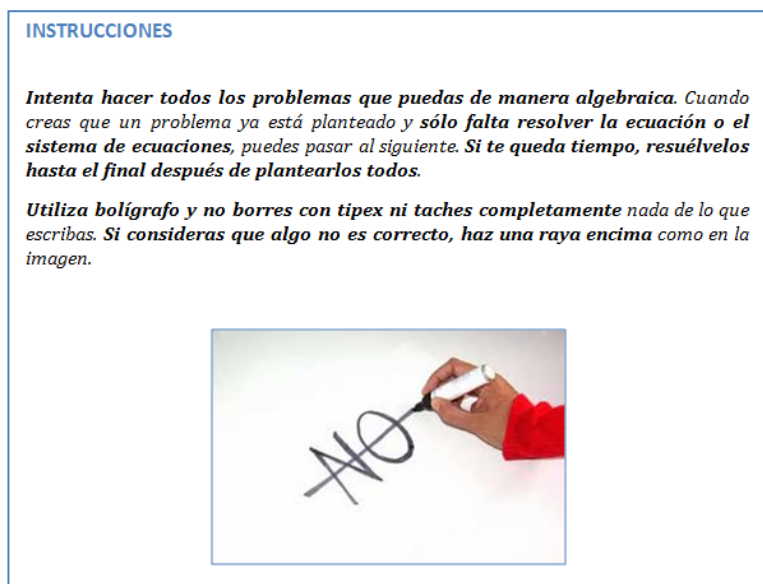 INSTRUCCIONES
Intenta hacer todos los problemas que puedas de manera algebraica. Cuando
creas que un problema ya está planteado y sólo falta resolver la ecuación o el
sistema de ecuaciones, puedes pasar al siguiente. Si te queda tiempo, resuélvelos
hasta el final después de plantearlos todos.
Utiliza bolígrafo y no borres con tipex ni taches completamente nada de lo que
escribas. Si consideras que algo no es correcto, haz una raya encima como en la
imagen.
NO